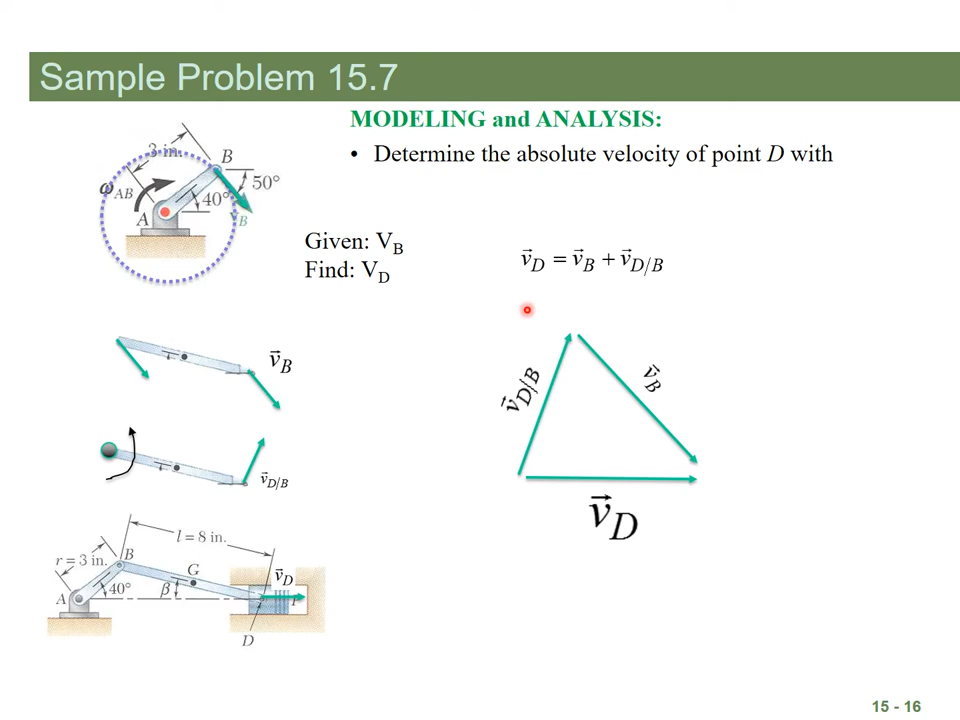 Sample Problem 15.7
MODELING and ANALYSIS:
• Determine the absolute velocity of point D with
3 in.
B
50°
ω_AB
40°
A
v_B
Given: V_B
Find: V_D
v⃗_D = v⃗_B + v⃗_D/B
v⃗_B
v⃗_D/B
v⃗_B
v⃗_D/B
v⃗_D
l = 8 in.
r = 3 in.
B
G
v⃗_D
A
40°
β
D
15 - 16